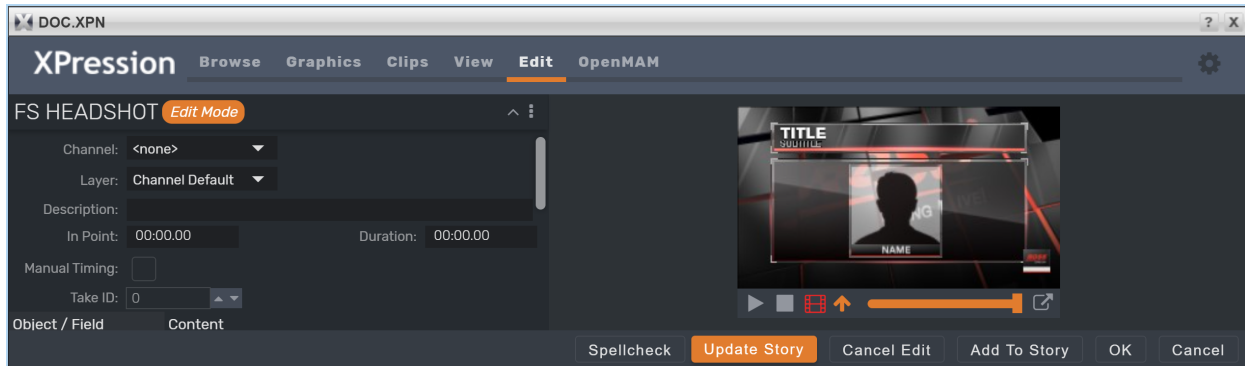 DOC.XPN
? X
XPression Browse Graphics Clips View Edit OpenMAM
FS HEADSHOT Edit Mode
Channel: <none>
Layer: Channel Default
Description:
In Point: 00:00.00 Duration: 00:00.00
Manual Timing:
Take ID: 0
Object / Field Content
TITLE
SUBTITLE
NAME
Spellcheck Update Story Cancel Edit Add To Story OK Cancel